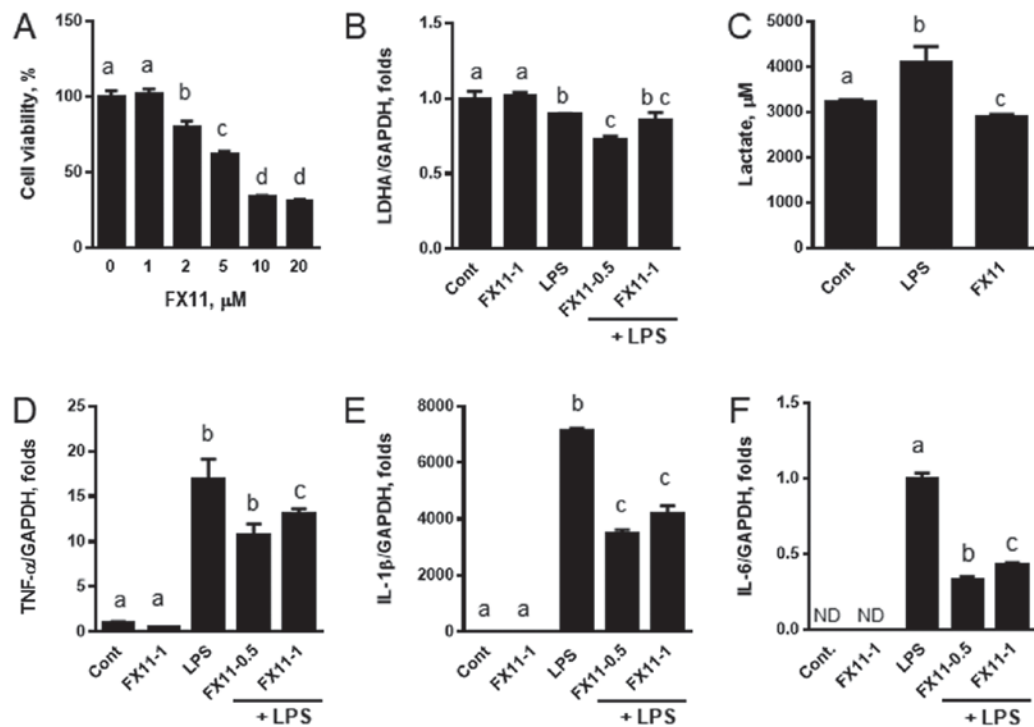 A
Cell viability, %
150
100
50
0
a a b c d d
0 1 2 5 10 20
FX11, μM
B
LDHA/GAPDH, folds
1.5
1.0
0.5
0.0
a a b c b c
Cont FX11-1 LPS FX11-0.5 FX11-1
+ LPS
C
Lactate, μM
5000
4000
3000
2000
1000
0
a b c
Cont LPS FX11
D
TNF-α/GAPDH, folds
25
20
15
10
5
0
a a b b c
Cont FX11-1 LPS FX11-0.5 FX11-1
+ LPS
E
IL-1β/GAPDH, folds
8000
6000
4000
2000
0
a a b c c
Cont FX11-1 LPS FX11-0.5 FX11-1
+ LPS
F
IL-6/GAPDH, folds
1.5
1.0
0.5
0.0
ND ND a b c
Cont. FX11-1 LPS FX11-0.5 FX11-1
+ LPS